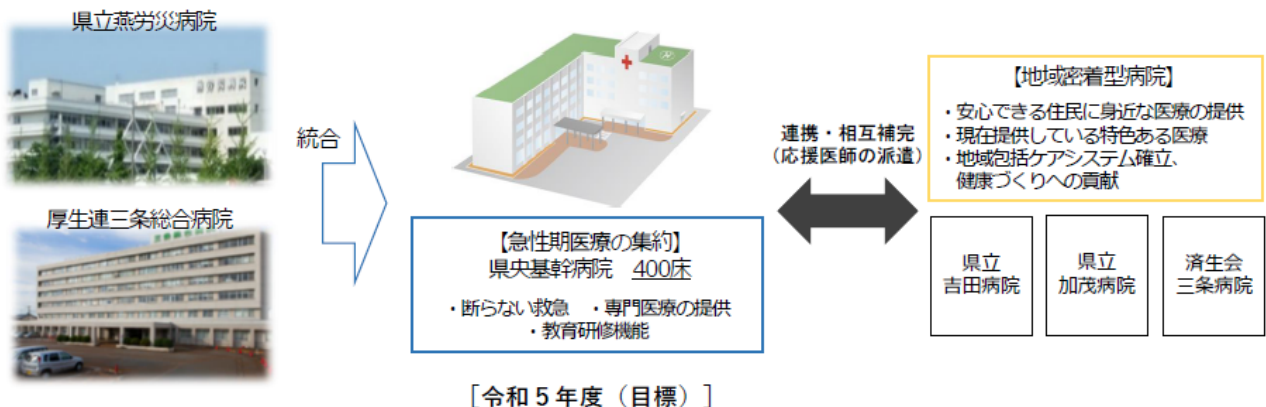 県立燕労災病院
厚生連三条総合病院
統合
【急性期医療の集約】
県央基幹病院　400床
・断らない救急　・専門医療の提供
・教育研修機能
［令和５年度（目標）］
連携・相互補完
（応援医師の派遣）
【地域密着型病院】
・安心できる住民に身近な医療の提供
・現在提供している特色ある医療
・地域包括ケアシステム確立、
健康づくりへの貢献
県立
吉田病院
県立
加茂病院
済生会
三条病院